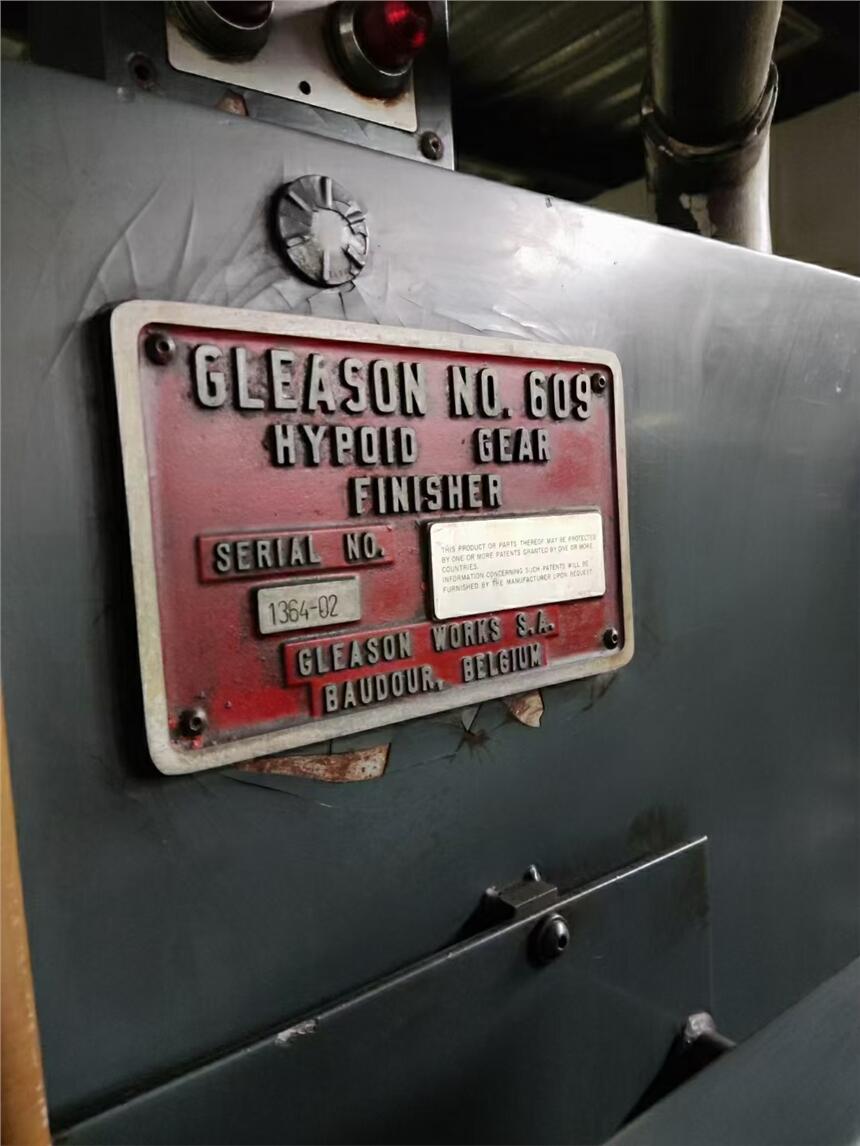 GLEASON NO. 609
HYPOID GEAR
FINISHER
SERIAL NO.
1364-02
THIS PRODUCT OR PARTS THEREOF MAY BE PROTECTED
BY ONE OR MORE PATENTS GRANTED BY ONE OR MORE
COUNTRIES.
INFORMATION CONCERNING SUCH PATENTS WILL BE
FURNISHED BY THE MANUFACTURER UPON REQUEST
GLEASON WORKS S.A.
BAUDOUR, BELGIUM